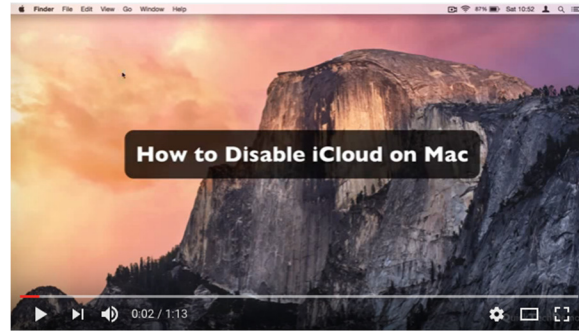 Finder File Edit View Go Window Help 87% Sat 10:52
How to Disable iCloud on Mac
0:02 / 1:13